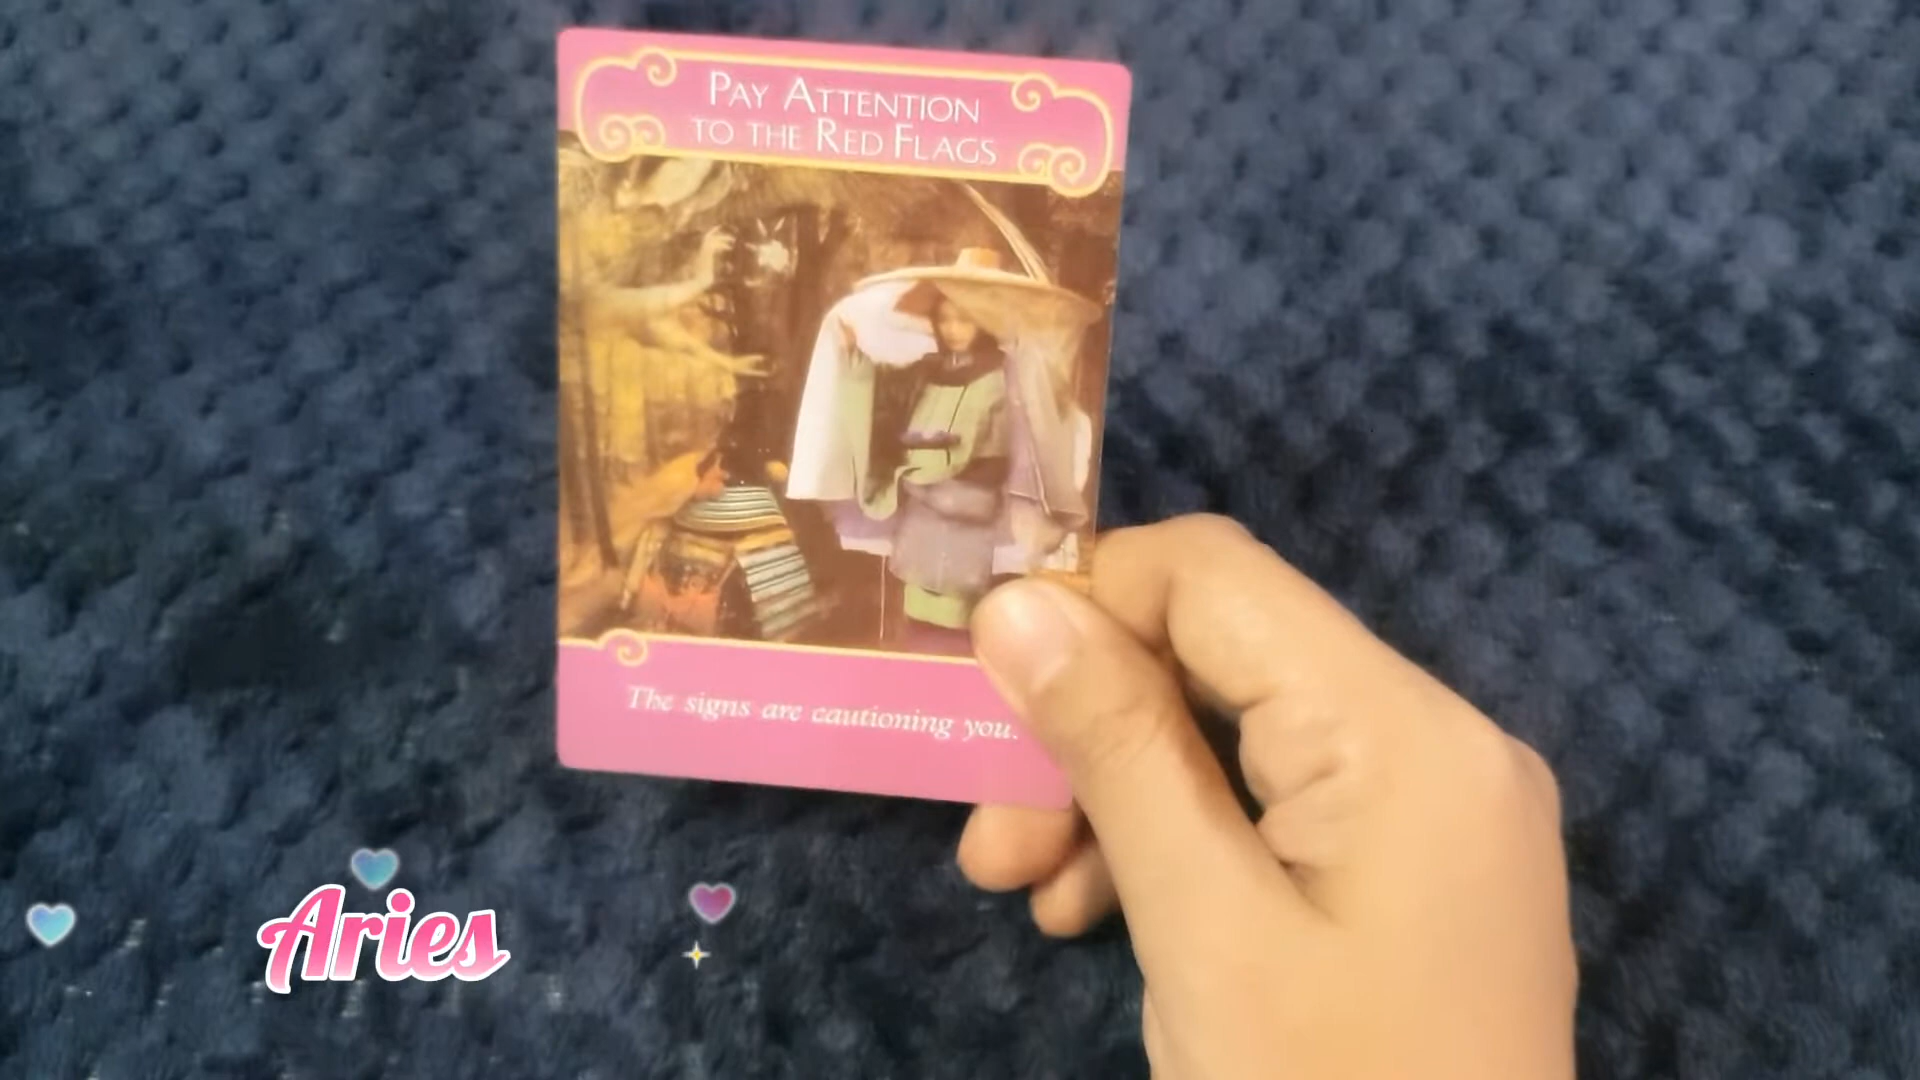 PAY ATTENTION
TO THE RED FLAGS
The signs are cautioning you.
Aries